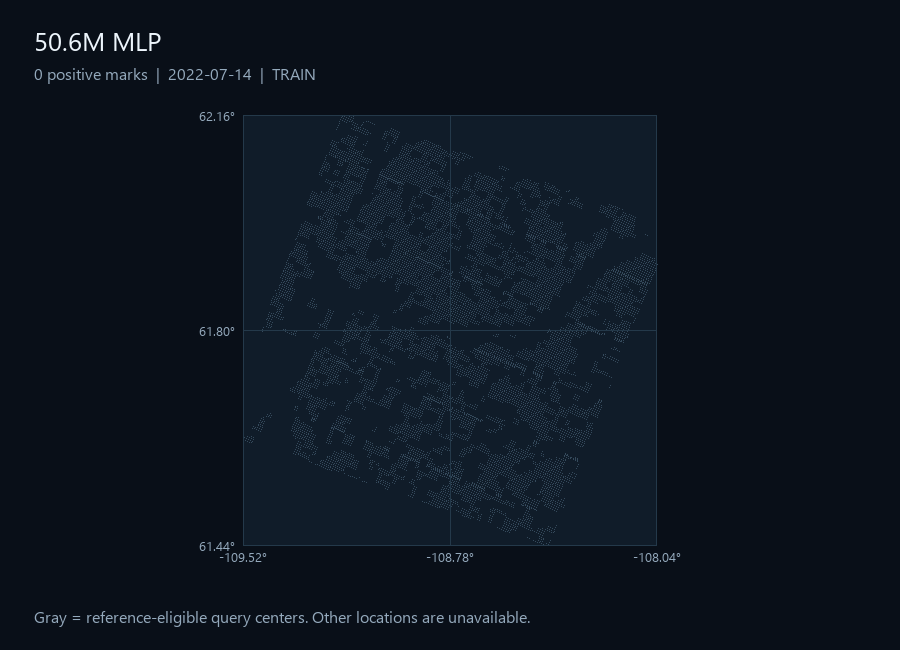 50.6M MLP
0 positive marks | 2022-07-14 | TRAIN
62.16°
61.80°
61.44°
-109.52°
-108.78°
-108.04°
Gray = reference-eligible query centers. Other locations are unavailable.